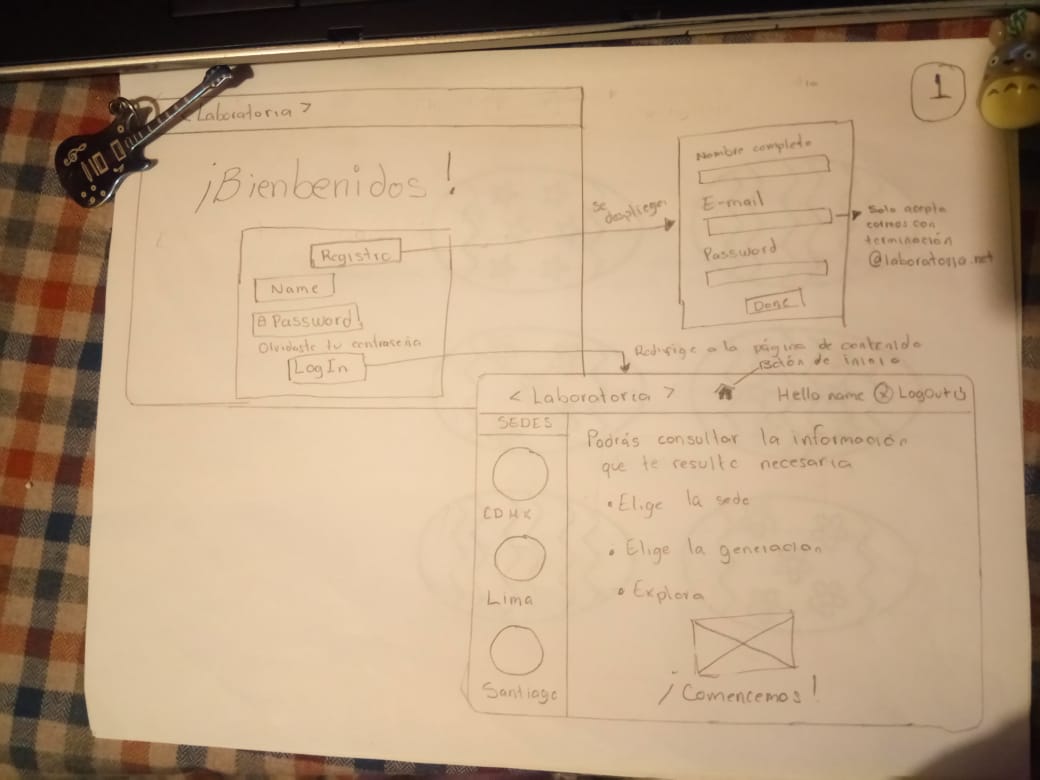 1
< Laboratoria >
¡Bienbenidos!
Registro
Name
Password
Olvidaste tu contraseña
LogIn
se
despliega
Nombre completo
E-mail
Password
Done
Solo acepta
correos con
terminación
@laboratoria.net
Redirige a la página de contenido
de inicio
< Laboratoria >
Hello name
Logout
SEDES
CDMX
Lima
Santiago
Podrás consultar la información
que te resulte necesaria
• Elige la sede
• Elige la generacion
• Explora
¡Comencemos!